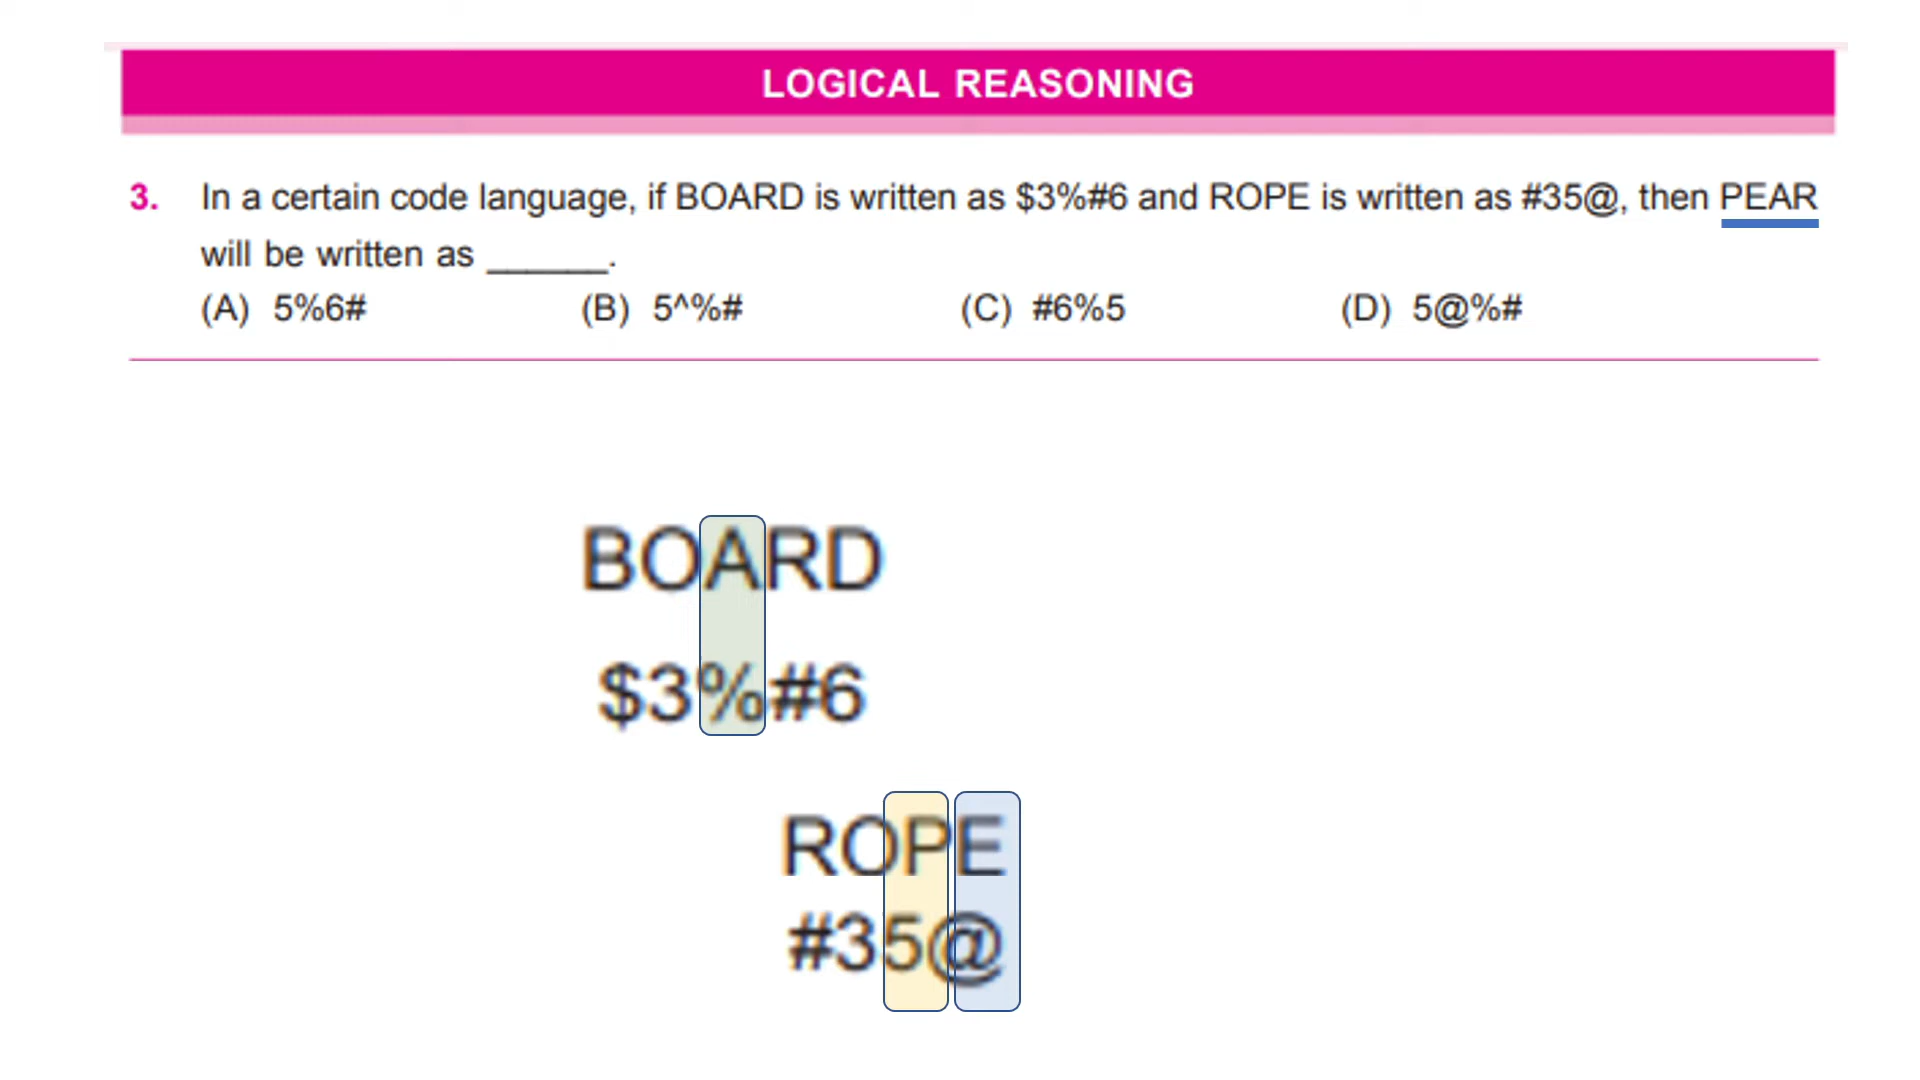 LOGICAL REASONING
3. In a certain code language, if BOARD is written as $3%#6 and ROPE is written as #35@, then PEAR
will be written as ______.
(A) 5%6# (B) 5^%# (C) #6%5 (D) 5@%#
BOARD
$3%#6
ROPE
#35@